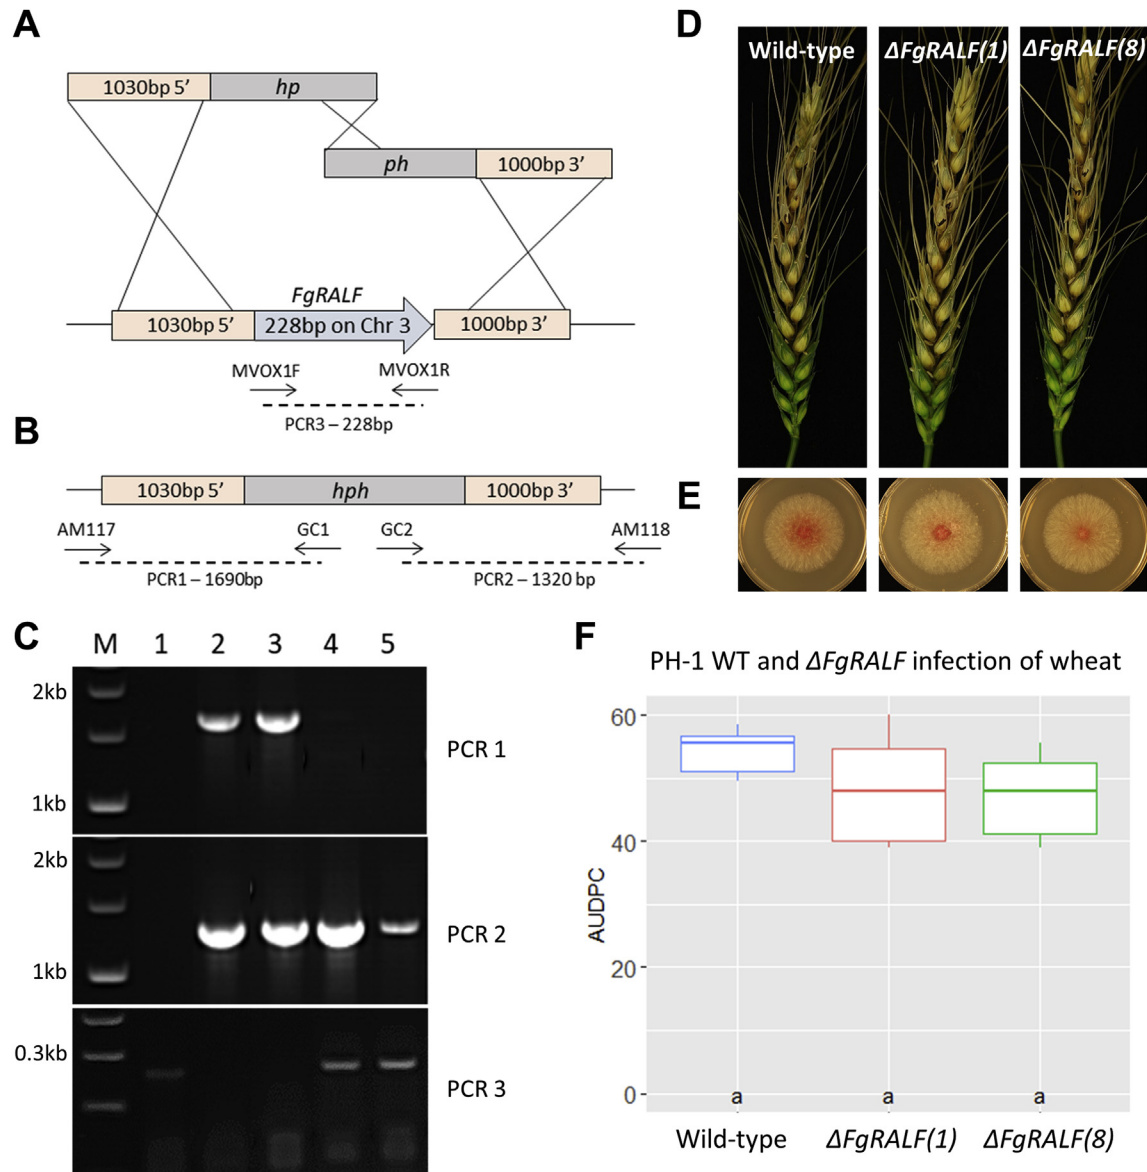 A
1030bp 5’
hp
ph
1000bp 3’
FgRALF
1030bp 5’
228bp on Chr 3
1000bp 3’
MVOX1F
MVOX1R
PCR3 – 228bp
B
1030bp 5’
hph
1000bp 3’
AM117
GC1
GC2
AM118
PCR1 – 1690bp
PCR2 – 1320 bp
C
M 1 2 3 4 5
2kb
1kb
PCR 1
2kb
1kb
PCR 2
0.3kb
PCR 3
D
Wild-type
ΔFgRALF(1)
ΔFgRALF(8)
E
F
PH-1 WT and ΔFgRALF infection of wheat
AUDPC
60
40
20
0
a
a
a
Wild-type
ΔFgRALF(1)
ΔFgRALF(8)